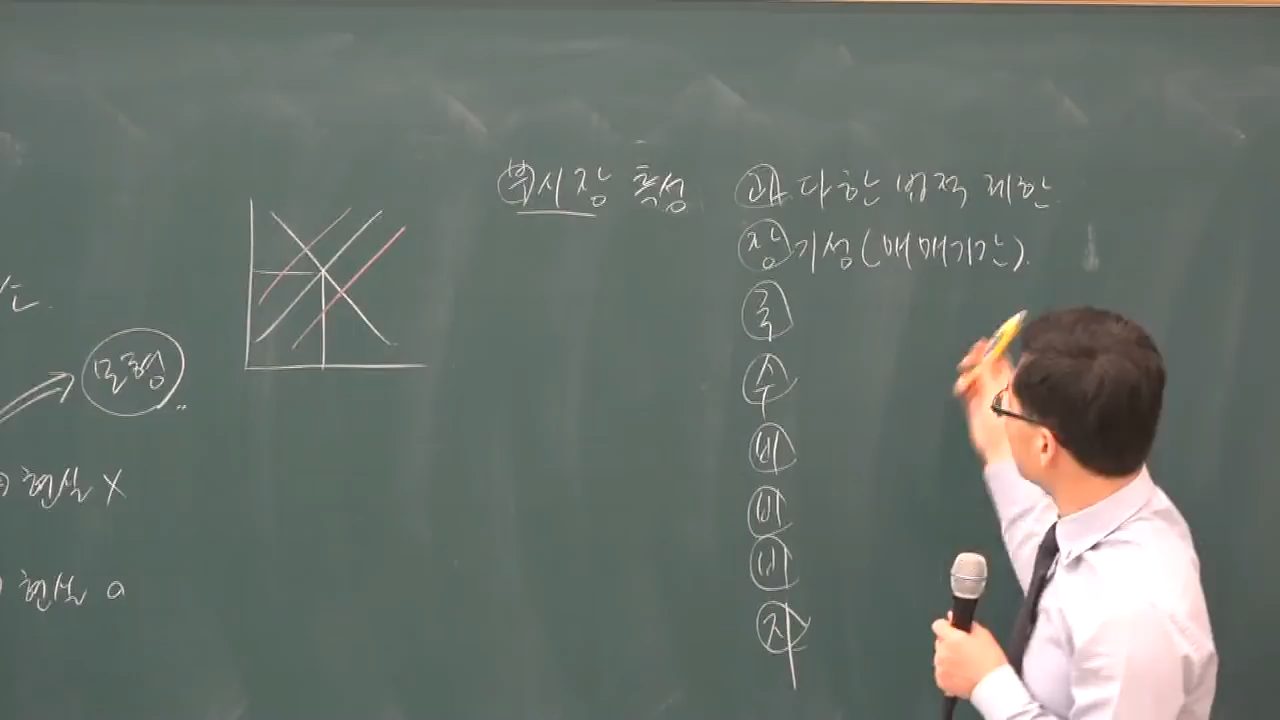 모형
현실 X
현실 o
부시장 특성
과다한 법적 제한
장기성(매매기간).
국
수
비
비
비
자